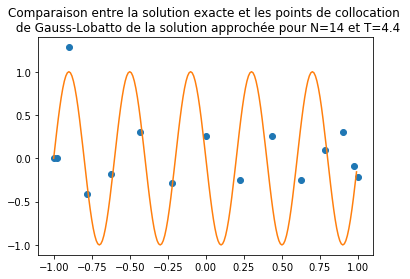 Comparaison entre la solution exacte et les points de collocation
de Gauss-Lobatto de la solution approchée pour N=14 et T=4.4
1.0
0.5
0.0
−0.5
−1.0
−1.00 −0.75 −0.50 −0.25 0.00 0.25 0.50 0.75 1.00